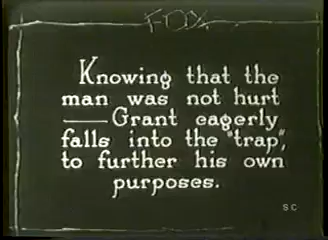 FOX
Knowing that the
man was not hurt
—Grant eagerly
falls into the "trap",
to further his own
purposes.
S C